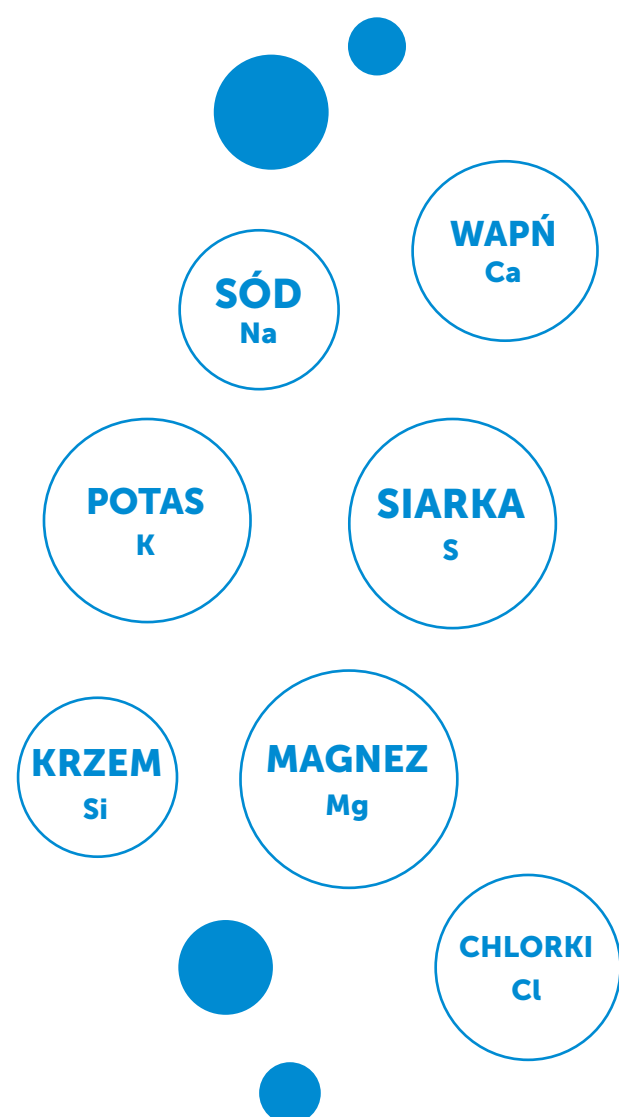 WAPŃ
Ca
SÓD
Na
POTAS
K
SIARKA
S
KRZEM
Si
MAGNEZ
Mg
CHLORKI
Cl